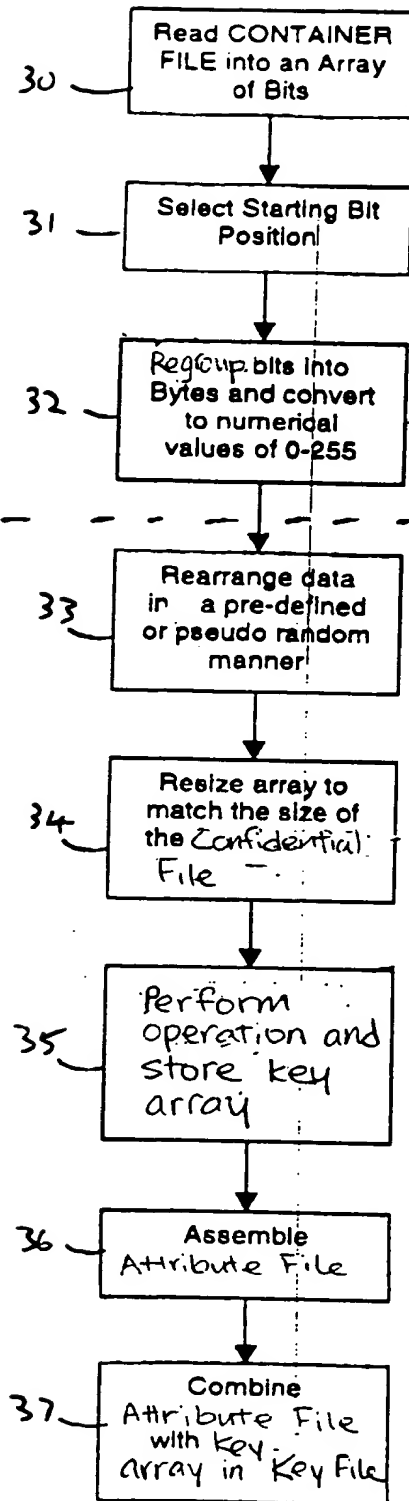 30
Read CONTAINER
FILE into an Array
of Bits
31
Select Starting Bit
Position
32
Regroup bits into
Bytes and convert
to numerical
values of 0-255
33
Rearrange data
in a pre-defined
or pseudo random
manner
34
Resize array to
match the size of
the Confidential
File
35
Perform
operation and
store key
array
36
Assemble
Attribute File
37
Combine
Attribute File
with key
array in Key File